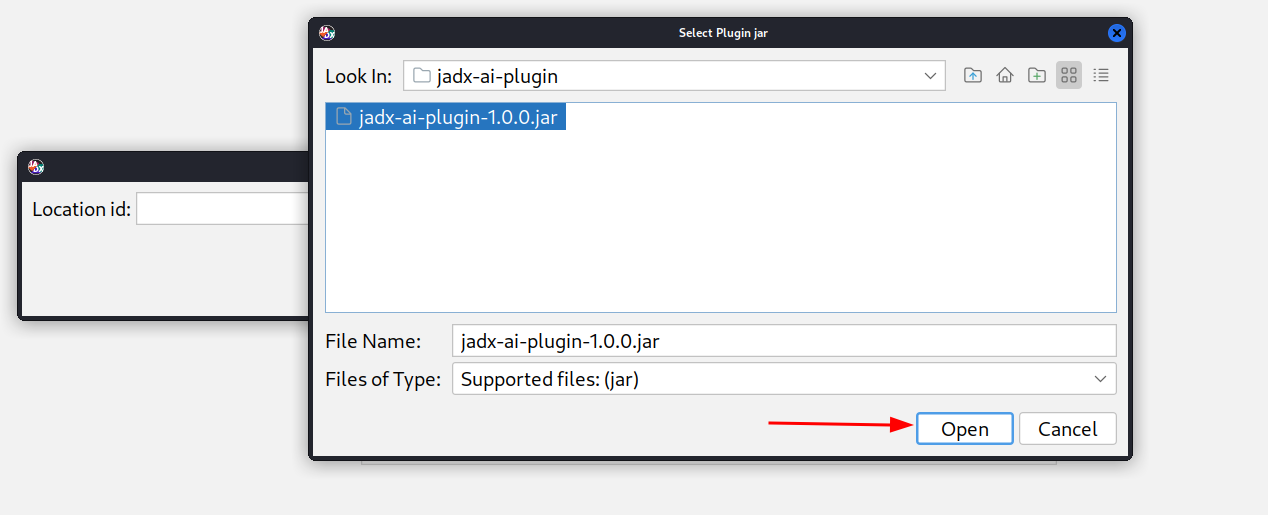 Select Plugin jar
Look In: jadx-ai-plugin
jadx-ai-plugin-1.0.0.jar
Location id:
File Name: jadx-ai-plugin-1.0.0.jar
Files of Type: Supported files: (jar)
Open Cancel